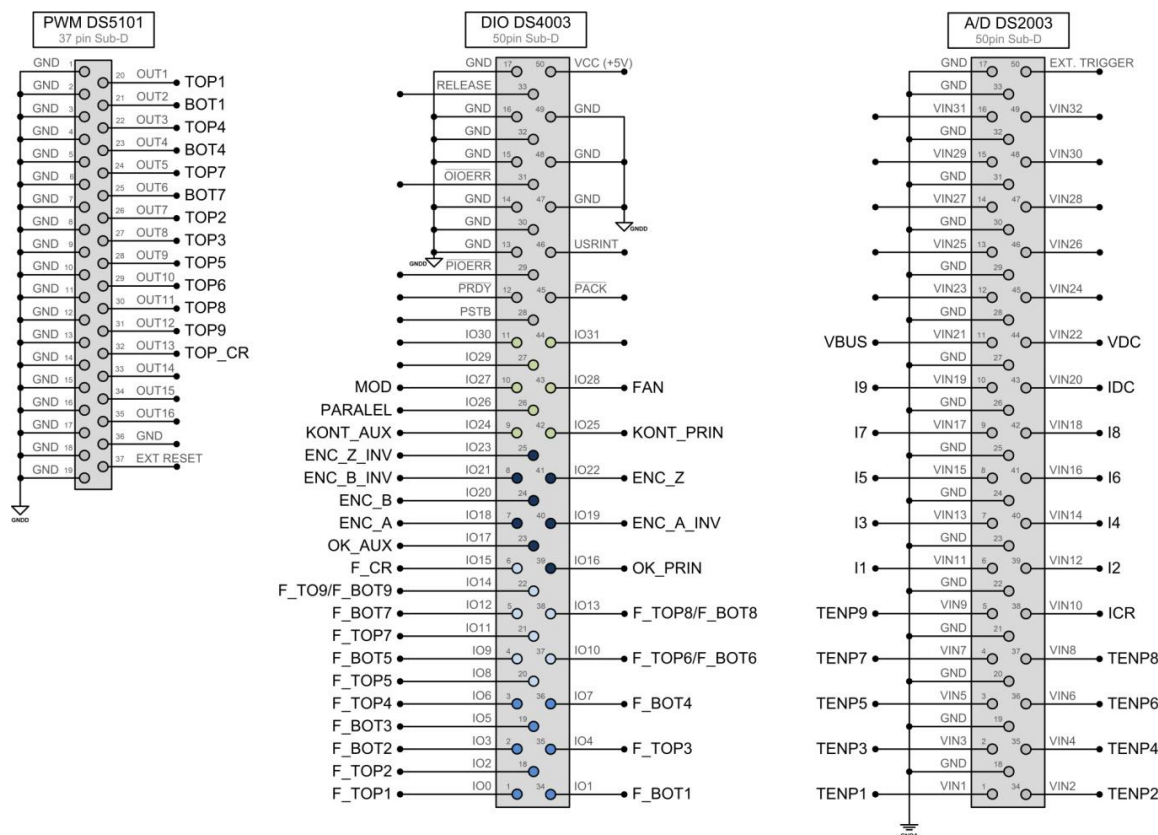 PWM DS5101
37 pin Sub-D
GND 1
20 OUT1 TOP1
GND 2
21 OUT2 BOT1
GND 3
22 OUT3 TOP4
GND 4
23 OUT4 BOT4
GND 5
24 OUT5 TOP7
GND 6
25 OUT6 BOT7
GND 7
26 OUT7 TOP2
GND 8
27 OUT8 TOP3
GND 9
28 OUT9 TOP5
GND 10
29 OUT10 TOP6
GND 11
30 OUT11 TOP8
GND 12
31 OUT12 TOP9
GND 13
32 OUT13 TOP_CR
GND 14
33 OUT14
GND 15
34 OUT15
GND 16
35 OUT16
GND 17
36 GND
GND 18
37 EXT RESET
GND 19
GNDD
DIO DS4003
50pin Sub-D
GND 17 50 VCC (+5V)
RELEASE 33
GND 16 49 GND
GND 32
GND 15 48 GND
OIOERR 31
GND 14 47 GND
GND 30
GNDD
GND 13 46 USRINT
GNDD
PIOERR 29
PRDY 12 45 PACK
PSTB 28
IO30 11 44 IO31
IO29 27
MOD IO27 10 43 IO28 FAN
PARALEL IO26 26
KONT_AUX IO24 9 42 IO25 KONT_PRIN
ENC_Z_INV IO23 25
ENC_B_INV IO21 8 41 IO22 ENC_Z
ENC_B IO20 24
ENC_A IO18 7 40 IO19 ENC_A_INV
OK_AUX IO17 23
F_CR IO15 6 39 IO16 OK_PRIN
F_TO9/F_BOT9 IO14 22
F_BOT7 IO12 5 38 IO13 F_TOP8/F_BOT8
F_TOP7 IO11 21
F_BOT5 IO9 4 37 IO10 F_TOP6/F_BOT6
F_TOP5 IO8 20
F_TOP4 IO6 3 36 IO7 F_BOT4
F_BOT3 IO5 19
F_BOT2 IO3 2 35 IO4 F_TOP3
F_TOP2 IO2 18
F_TOP1 IO0 1 34 IO1 F_BOT1
A/D DS2003
50pin Sub-D
GND 17 50 EXT. TRIGGER
GND 33
VIN31 16 49 VIN32
GND 32
VIN29 15 48 VIN30
GND 31
VIN27 14 47 VIN28
GND 30
VIN25 13 46 VIN26
GND 29
VIN23 12 45 VIN24
GND 28
VBUS VIN21 11 44 VIN22 VDC
GND 27
I9 VIN19 10 43 VIN20 IDC
GND 26
I7 VIN17 9 42 VIN18 I8
GND 25
I5 VIN15 8 41 VIN16 I6
GND 24
I3 VIN13 7 40 VIN14 I4
GND 23
I1 VIN11 6 39 VIN12 I2
GND 22
TENP9 VIN9 5 38 VIN10 ICR
GND 21
TENP7 VIN7 4 37 VIN8 TENP8
GND 20
TENP5 VIN5 3 36 VIN6 TENP6
GND 19
TENP3 VIN3 2 35 VIN4 TENP4
GND 18
TENP1 VIN1 1 34 VIN2 TENP2